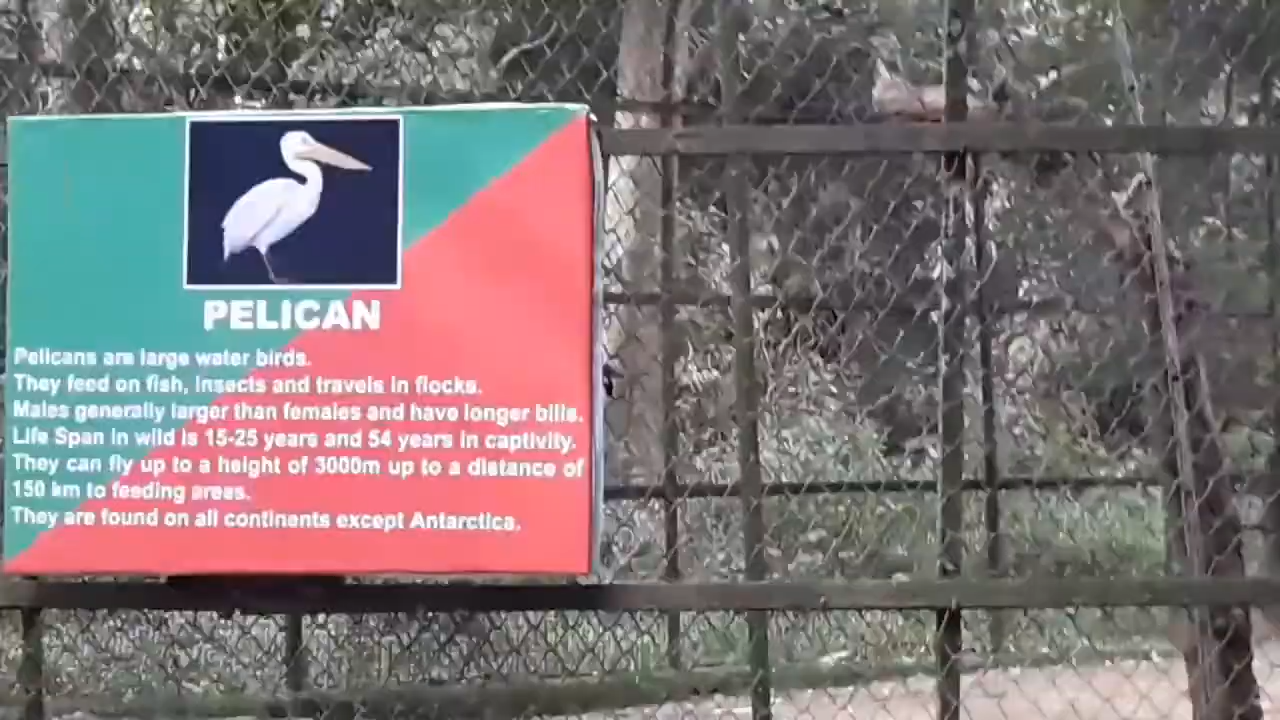 PELICAN
Pelicans are large water birds.
They feed on fish, insects and travels in flocks.
Males generally larger than females and have longer bills.
Life Span in wild is 15-25 years and 54 years in captivity.
They can fly up to a height of 3000m up to a distance of
150 km to feeding areas.
They are found on all continents except Antarctica.